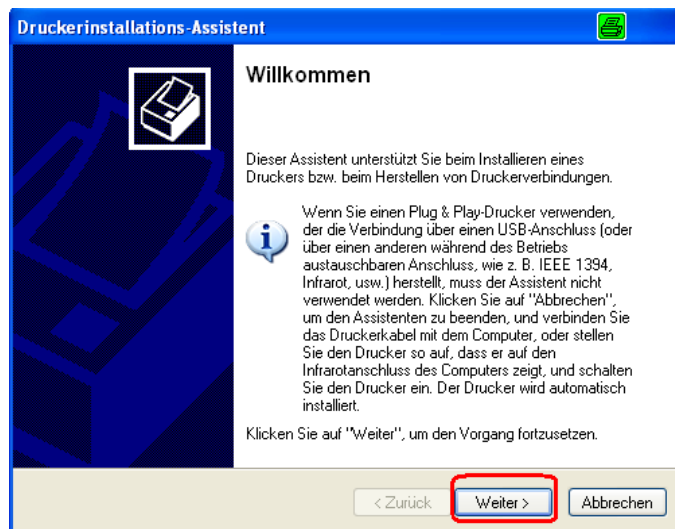 Druckerinstallations-Assistent
Willkommen
Dieser Assistent unterstützt Sie beim Installieren eines
Druckers bzw. beim Herstellen von Druckerverbindungen.
Wenn Sie einen Plug & Play-Drucker verwenden,
der die Verbindung über einen USB-Anschluss (oder
über einen anderen während des Betriebs
austauschbaren Anschluss, wie z. B. IEEE 1394,
Infrarot, usw.) herstellt, muss der Assistent nicht
verwendet werden. Klicken Sie auf "Abbrechen",
um den Assistenten zu beenden, und verbinden Sie
das Druckerkabel mit dem Computer, oder stellen
Sie den Drucker so auf, dass er auf den
Infrarotanschluss des Computers zeigt, und schalten
Sie den Drucker ein. Der Drucker wird automatisch
installiert.
Klicken Sie auf "Weiter", um den Vorgang fortzusetzen.
< Zurück Weiter > Abbrechen